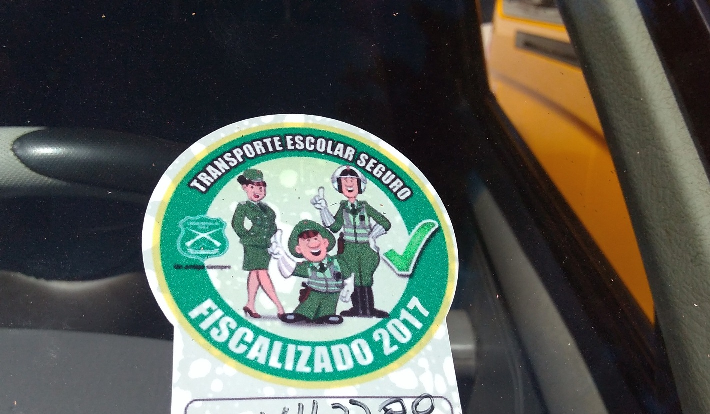 TRANSPORTE ESCOLAR SEGURO
FISCALIZADO 2017